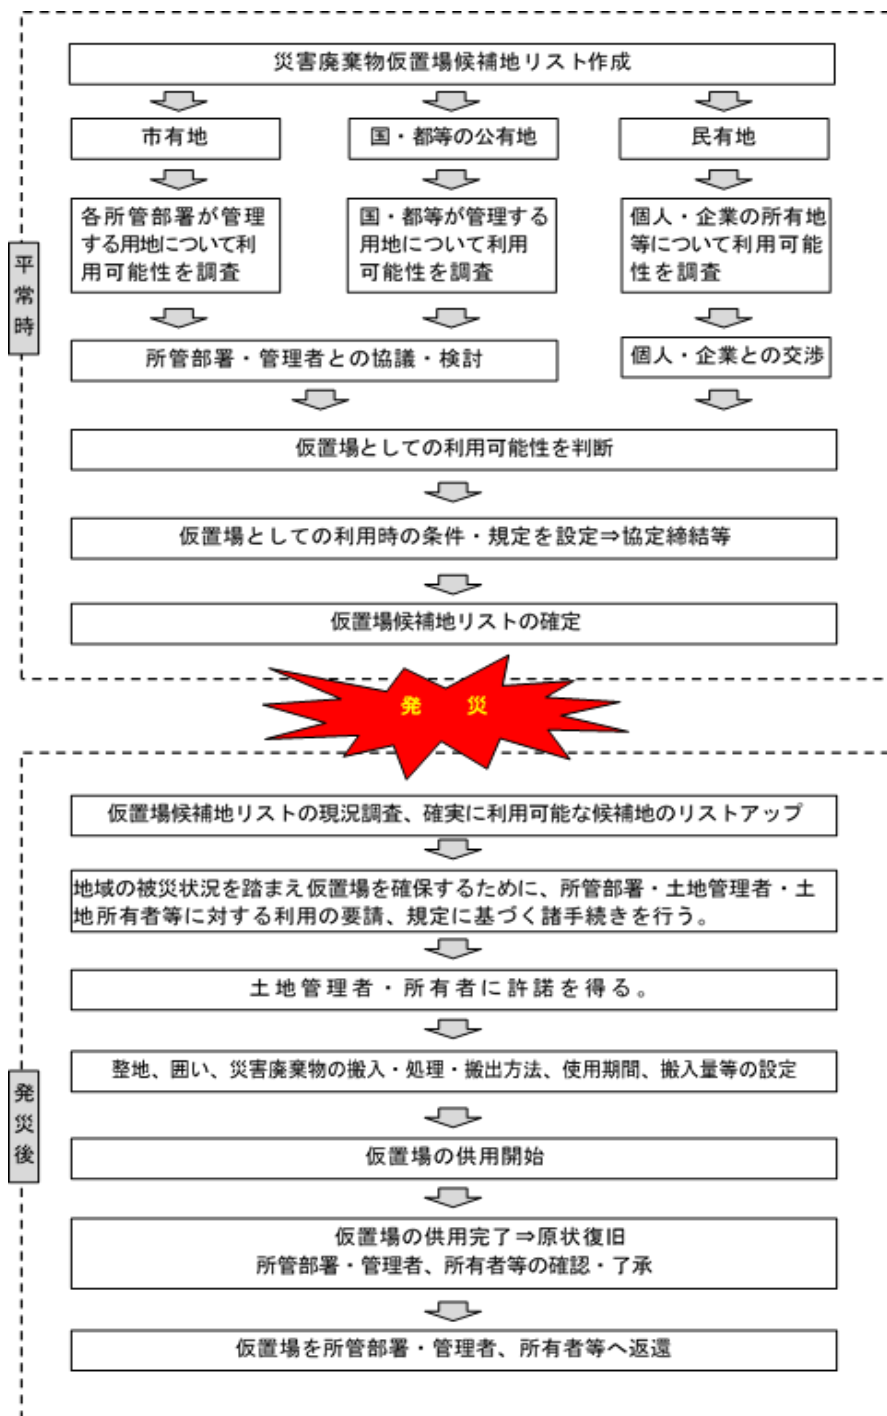 災害廃棄物仮置場候補地リスト作成
市有地
国・都等の公有地
民有地
各所管部署が管理
する用地について利
用可能性を調査
国・都等が管理する
用地について利用
可能性を調査
個人・企業の所有地
等について利用可能
性を調査
平常時
所管部署・管理者との協議・検討
個人・企業との交渉
仮置場としての利用可能性を判断
仮置場としての利用時の条件・規定を設定⇒協定締結等
仮置場候補地リストの確定
発 災
仮置場候補地リストの現況調査、確実に利用可能な候補地のリストアップ
地域の被災状況を踏まえ仮置場を確保するために、所管部署・土地管理者・土
地所有者等に対する利用の要請、規定に基づく諸手続きを行う。
土地管理者・所有者に許諾を得る。
整地、囲い、災害廃棄物の搬入・処理・搬出方法、使用期間、搬入量等の設定
発災後
仮置場の供用開始
仮置場の供用完了⇒原状復旧
所管部署・管理者、所有者等の確認・了承
仮置場を所管部署・管理者、所有者等へ返還